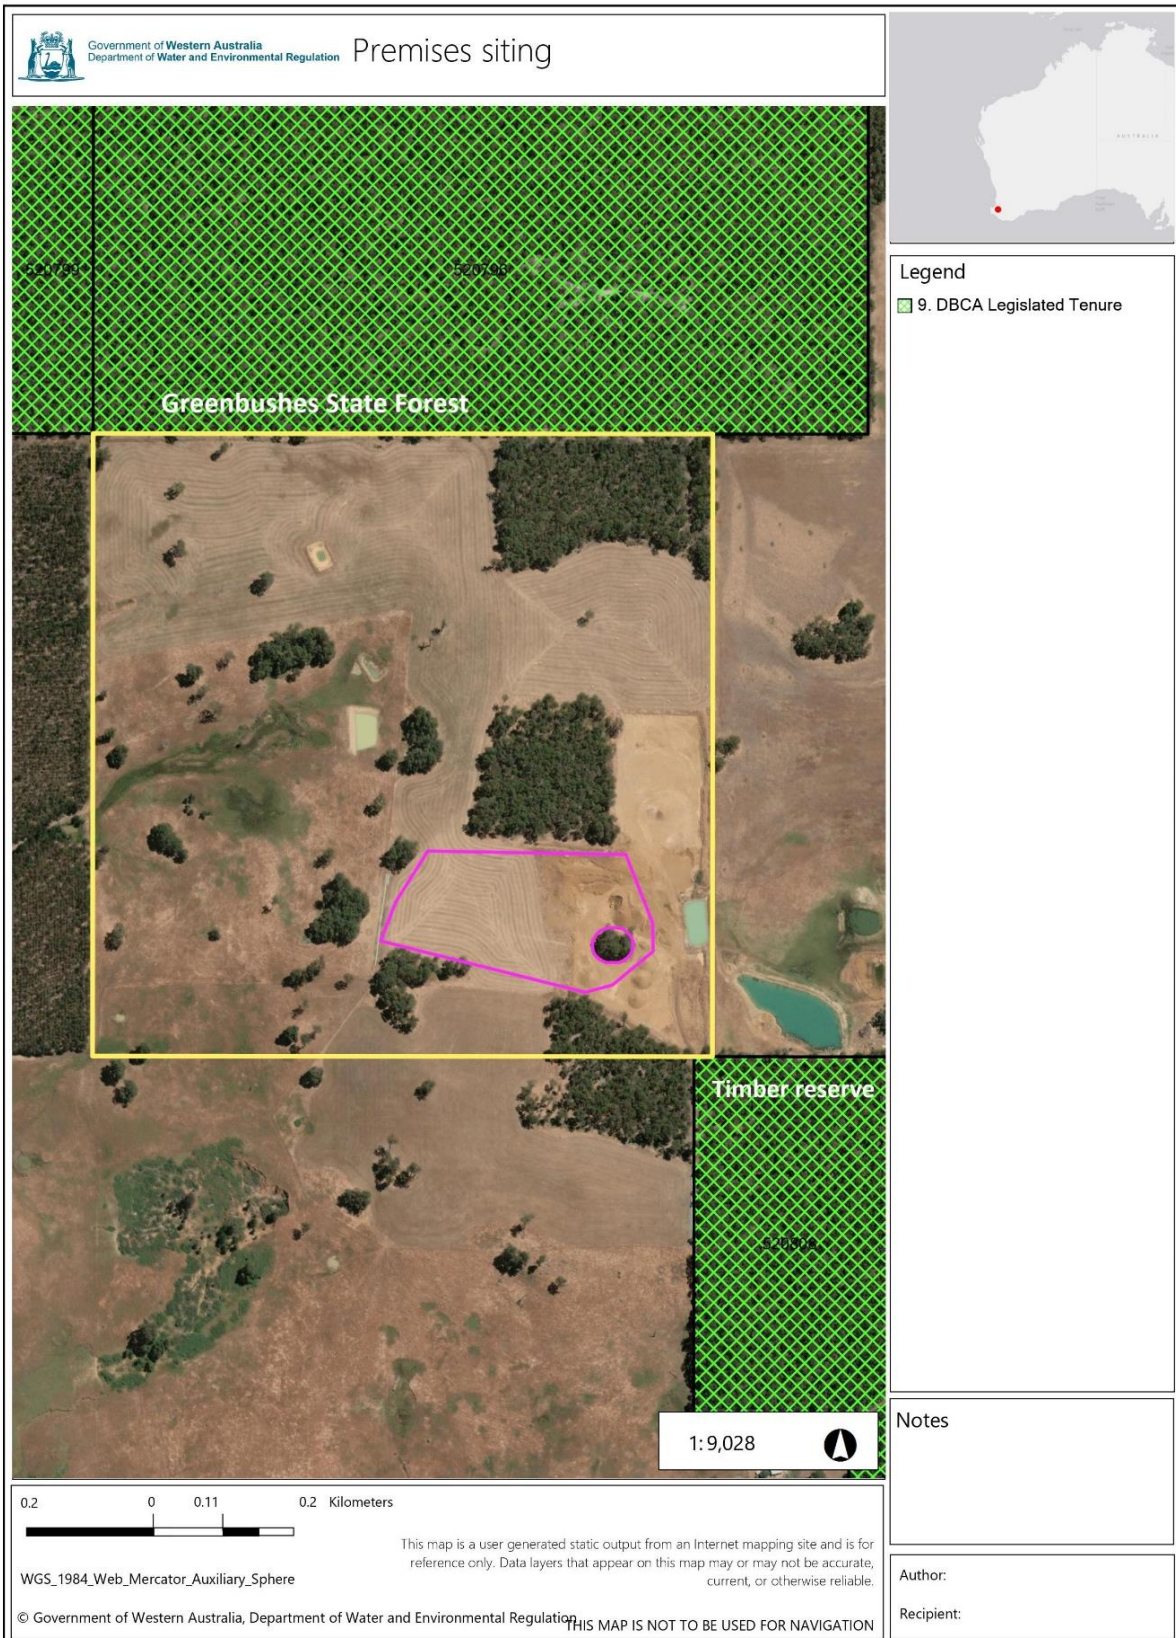 Government of Western Australia
Department of Water and Environmental Regulation
Premises siting
AUSTRALIA
Legend
9. DBCA Legislated Tenure
520799
520796
Greenbushes State Forest
Timber reserve
1: 9,028
Notes
0.2 0 0.11 0.2 Kilometers
This map is a user generated static output from an Internet mapping site and is for
reference only. Data layers that appear on this map may or may not be accurate,
current, or otherwise reliable.
WGS_1984_Web_Mercator_Auxiliary_Sphere
© Government of Western Australia, Department of Water and Environmental Regulation
THIS MAP IS NOT TO BE USED FOR NAVIGATION
Author:
Recipient: